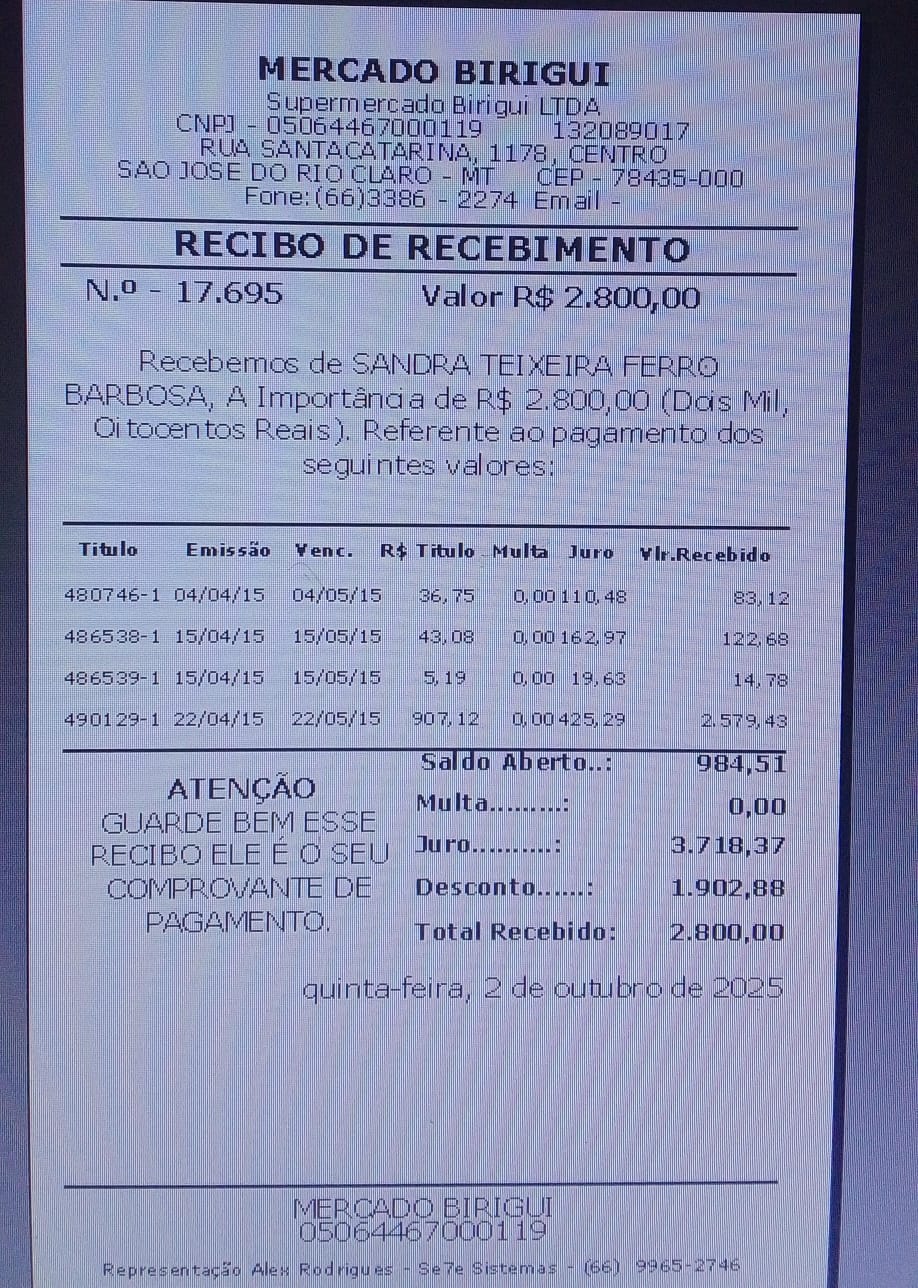 MERCADO BIRIGUI
Supermercado Birigui LTDA
CNPJ - 05064467000119 132089017
RUA SANTACATARINA, 1178, CENTRO
SAO JOSE DO RIO CLARO - MT CEP - 78435-000
Fone:(66)3386 - 2274 Email -
RECIBO DE RECEBIMENTO
N.º - 17.695 Valor R$ 2.800,00
Recebemos de SANDRA TEIXEIRA FERRO
BARBOSA, A Importância de R$ 2.800,00 (Dois Mil,
Oitocentos Reais). Referente ao pagamento dos
seguintes valores:
Titulo Emissão Venc. R$ Titulo Multa Juro Vlr.Recebido
480746-1 04/04/15 04/05/15 36,75 0,00 110,48 83,12
486538-1 15/04/15 15/05/15 43,08 0,00 162,97 122,68
486539-1 15/04/15 15/05/15 5,19 0,00 19,63 14,78
490129-1 22/04/15 22/05/15 907,12 0,00 425,29 2.579,43
Saldo Aberto..: 984,51
Multa.........: 0,00
Juro..........: 3.718,37
Desconto......: 1.902,88
Total Recebido: 2.800,00
ATENÇÃO
GUARDE BEM ESSE
RECIBO ELE É O SEU
COMPROVANTE DE
PAGAMENTO.
quinta-feira, 2 de outubro de 2025
MERCADO BIRIGUI
05064467000119
Representação Alex Rodrigues - Se7e Sistemas - (66) 9965-2746